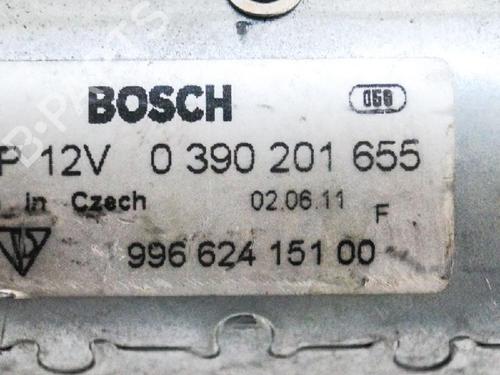 BOSCH 056
P 12V 0 390 201 655
in Czech 02.06.11 F
996 624 151 00